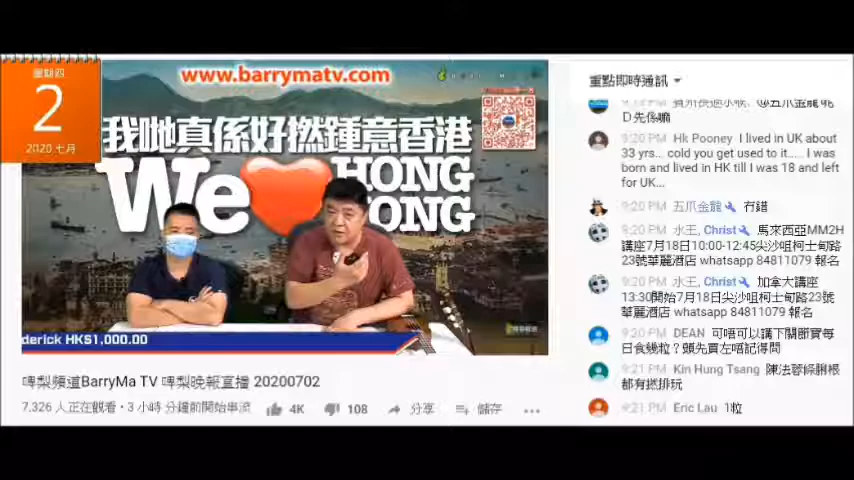 星期四
2
2020 七月
www.barrymatv.com
我哋真係好撚鍾意香港
We
HONG
KONG
derick HK$1,000.00
啤梨頻道BarryMa TV 啤梨晚報直播 20200702
7,326 人正在觀看・3 小時 分鐘前開始串流
4K
108
分享
儲存
重點即時通訊
D先係嘛
9:20 PM Hk Pooney I lived in UK about
33 yrs... cold you get used to it..... I was
born and lived in HK till I was 18 and left
for UK...
9:20 PM 五爪金龍 冇錯
9:20 PM 水王, Christ 馬來西亞MM2H
講座7月18日10:00-12:45尖沙咀柯士甸路
23號華麗酒店 whatsapp 84811079 報名
9:20 PM 水王, Christ 加拿大講座
13:30開始7月18日尖沙咀柯士甸路23號
華麗酒店 whatsapp 84811079 報名
9:20 PM DEAN 可唔可以講下關節寶每
日食幾粒？頭先買左唔記得問
9:21 PM Kin Hung Tsang 陳法蓉條腳根
都有撚排玩
9:21 PM Eric Lau 1粒